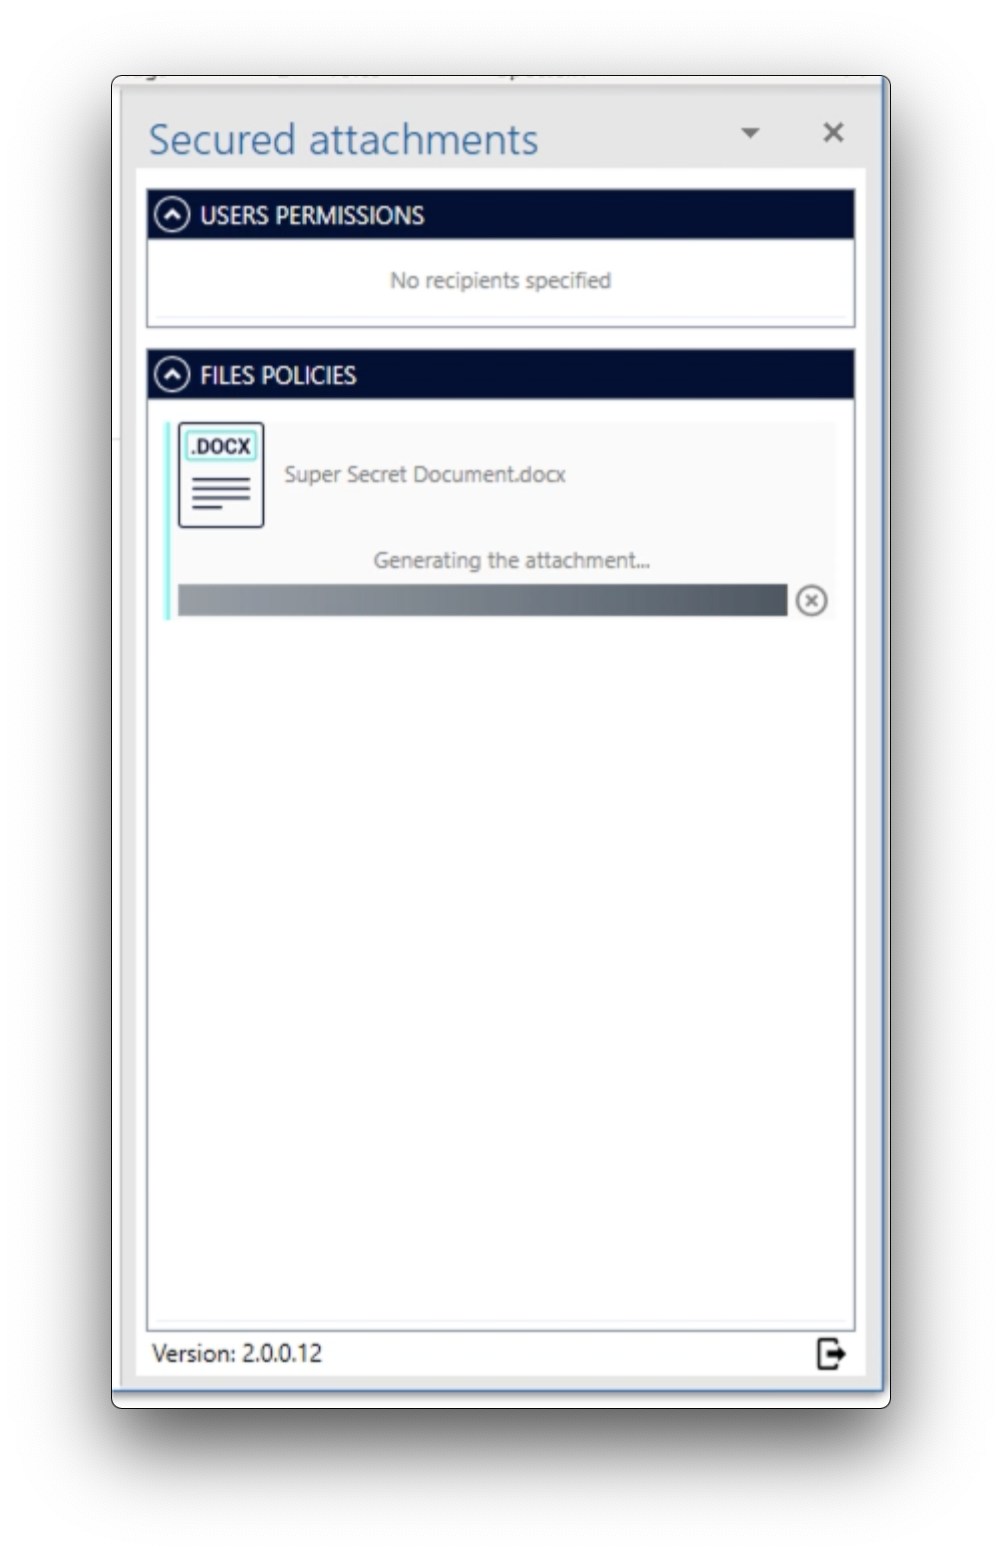 Secured attachments
USERS PERMISSIONS
No recipients specified
FILES POLICIES
.DOCX
Super Secret Document.docx
Generating the attachment...
Version: 2.0.0.12